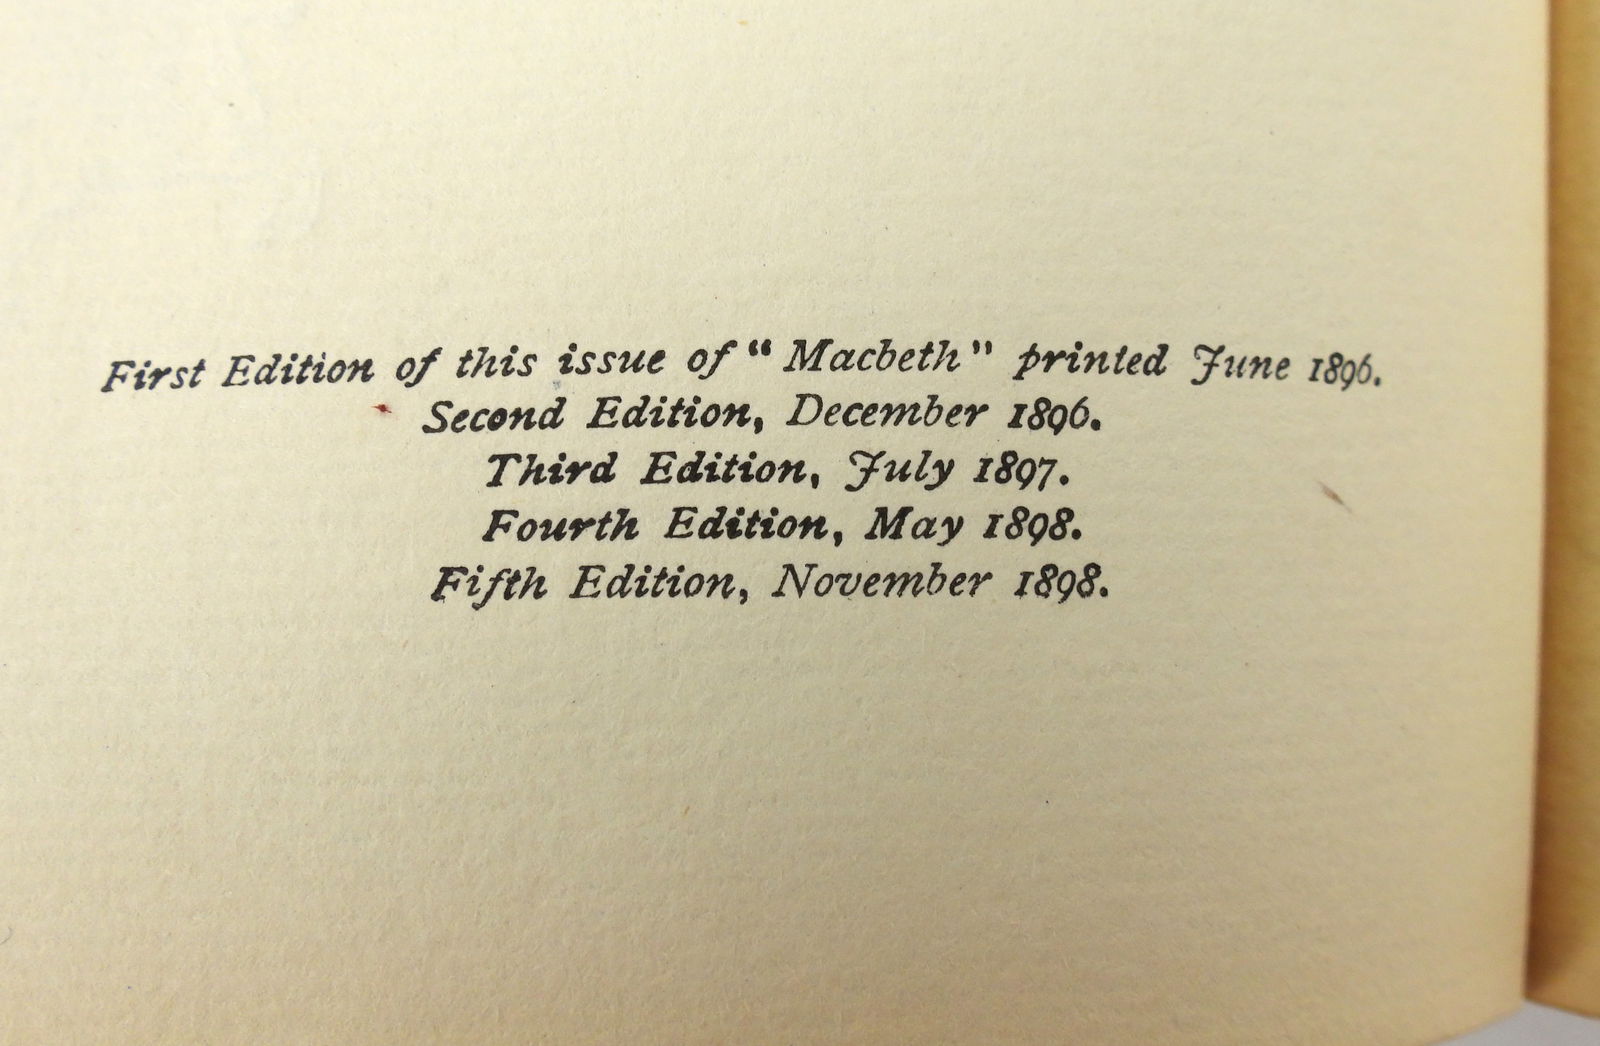 First Edition of this issue of “Macbeth” printed June 1896.
Second Edition, December 1896.
Third Edition, July 1897.
Fourth Edition, May 1898.
Fifth Edition, November 1898.